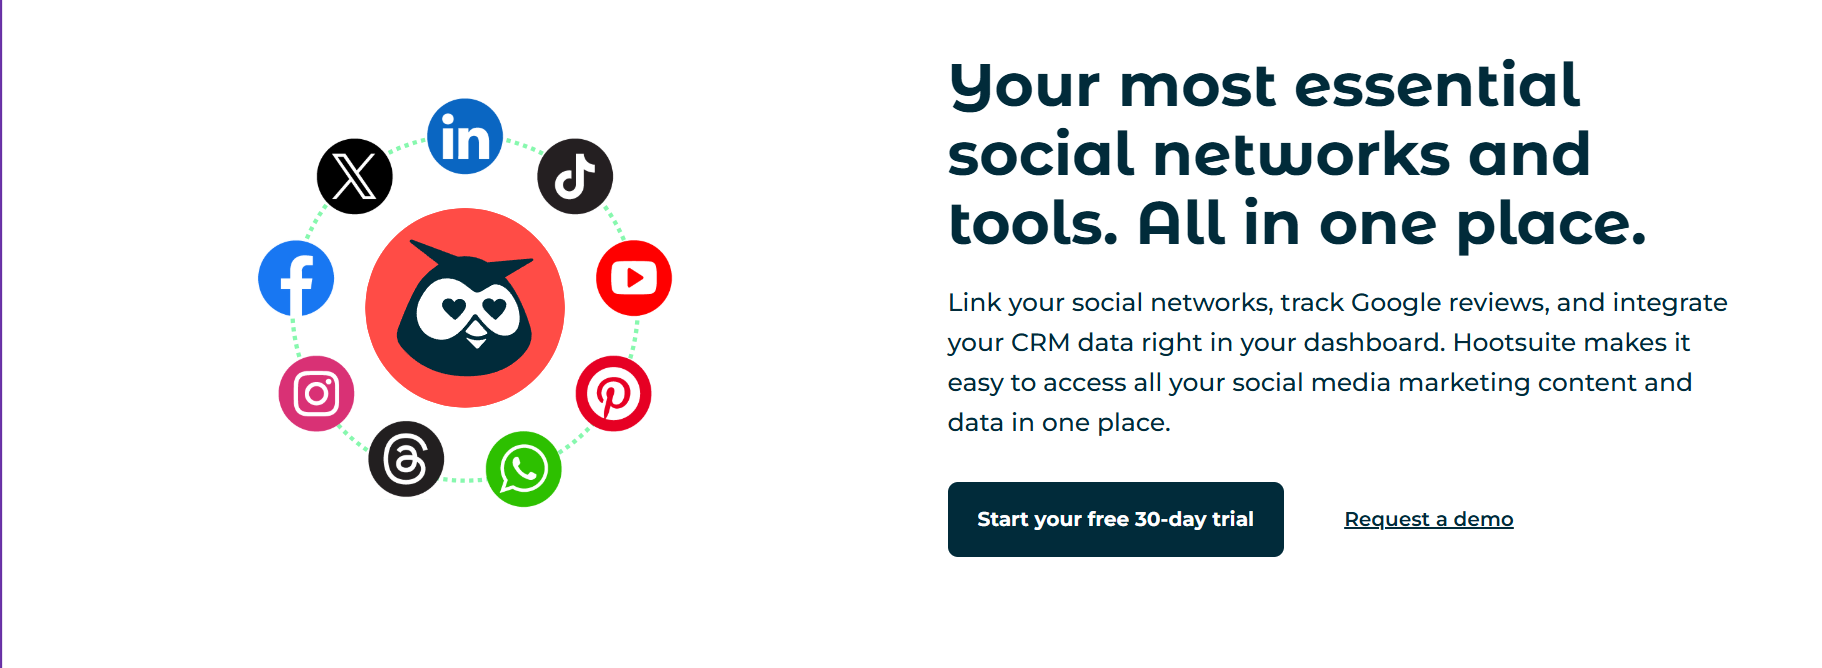 Your most essential
social networks and
tools. All in one place.
Link your social networks, track Google reviews, and integrate
your CRM data right in your dashboard. Hootsuite makes it
easy to access all your social media marketing content and
data in one place.
Start your free 30-day trial
Request a demo
in